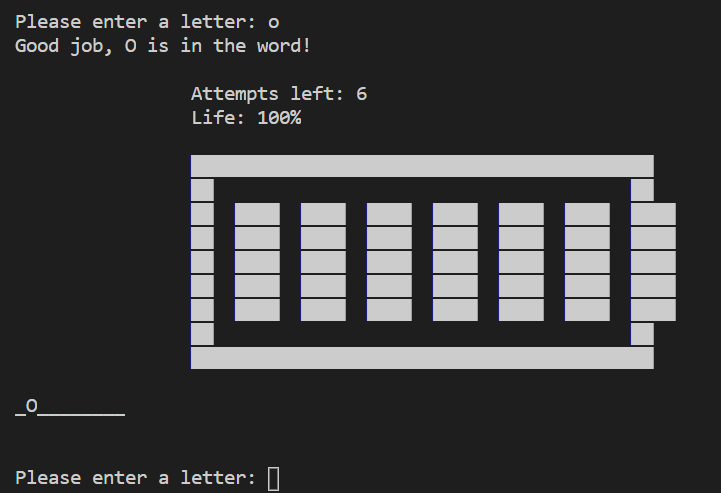 Please enter a letter: o
Good job, O is in the word!
Attempts left: 6
Life: 100%
_O________
Please enter a letter: